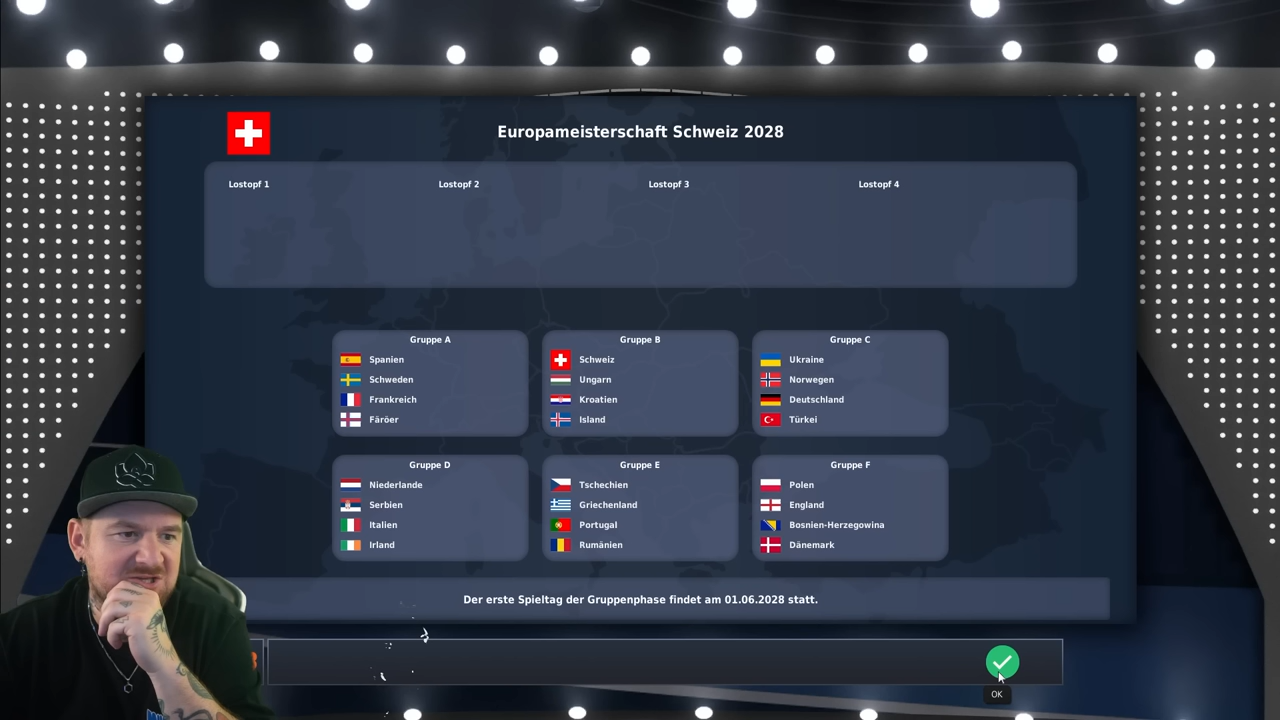 Europameisterschaft Schweiz 2028
Lostopf 1
Lostopf 2
Lostopf 3
Lostopf 4
Gruppe A
Spanien
Schweden
Frankreich
Färöer
Gruppe B
Schweiz
Ungarn
Kroatien
Island
Gruppe C
Ukraine
Norwegen
Deutschland
Türkei
Gruppe D
Niederlande
Serbien
Italien
Irland
Gruppe E
Tschechien
Griechenland
Portugal
Rumänien
Gruppe F
Polen
England
Bosnien-Herzegowina
Dänemark
Der erste Spieltag der Gruppenphase findet am 01.06.2028 statt.
OK